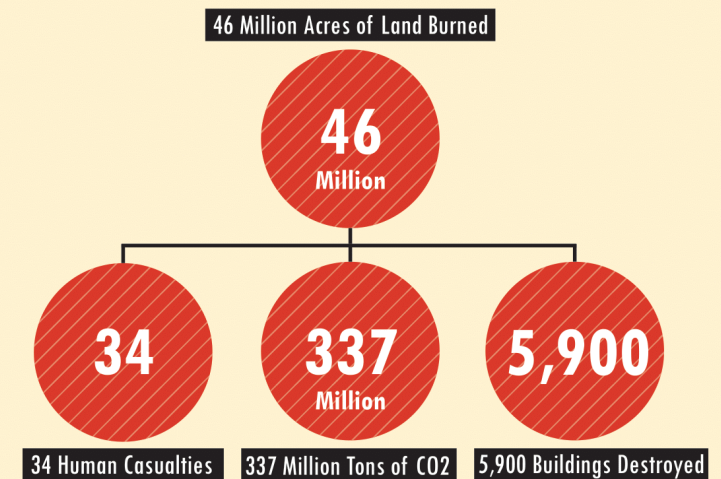 46 Million Acres of Land Burned
46
Million
34
337
Million
5,900
34 Human Casualties
337 Million Tons of CO2
5,900 Buildings Destroyed